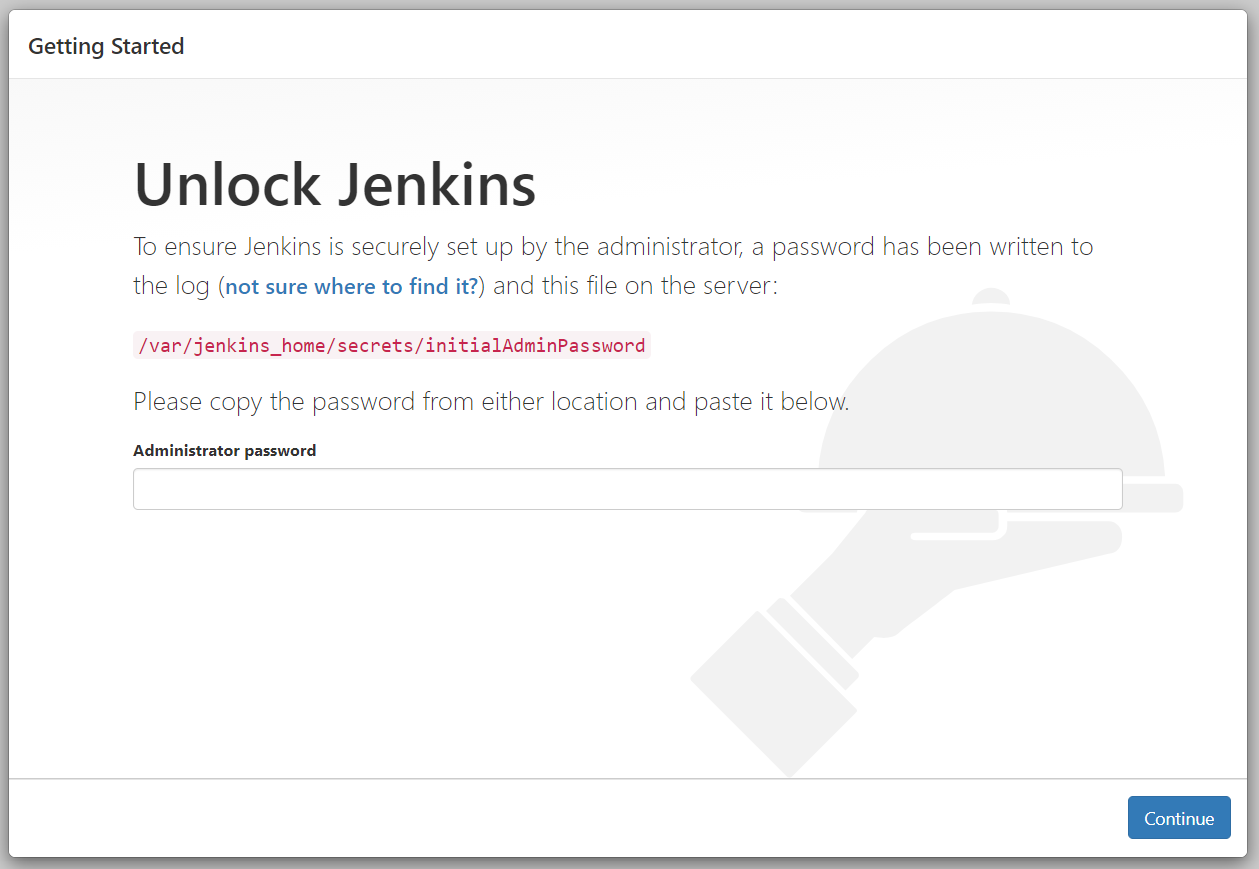 Getting Started
Unlock Jenkins
To ensure Jenkins is securely set up by the administrator, a password has been written to
the log (not sure where to find it?) and this file on the server:
/var/jenkins_home/secrets/initialAdminPassword
Please copy the password from either location and paste it below.
Administrator password
Continue